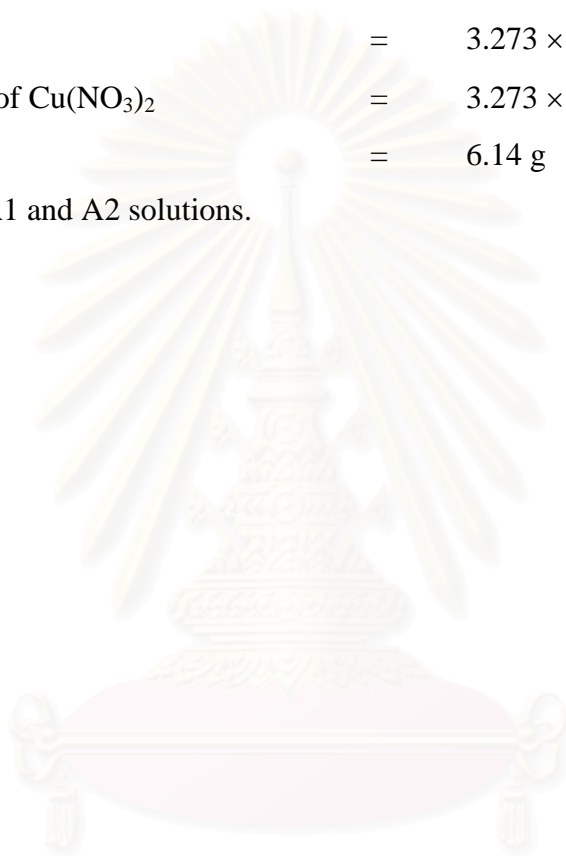 = 3.273 ×
of Cu(NO₃)₂ = 3.273 ×
= 6.14 g
1 and A2 solutions.